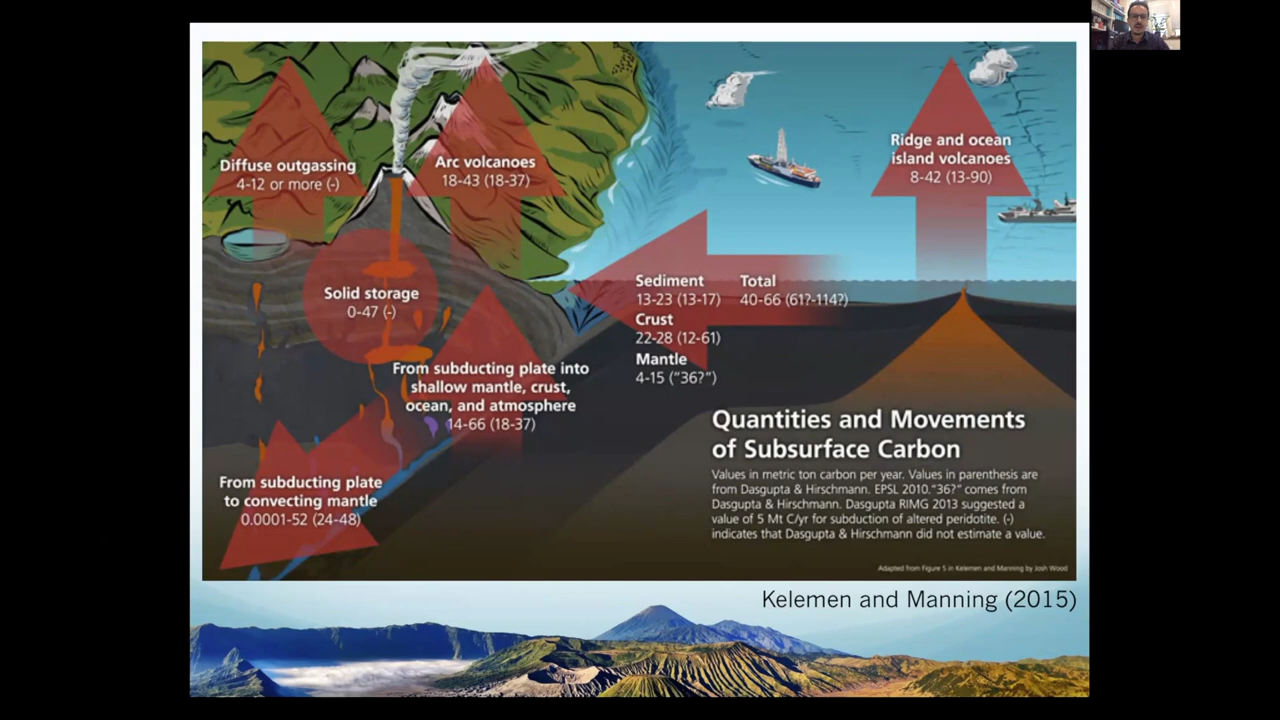 Diffuse outgassing
4-12 or more (-)
Arc volcanoes
18-43 (18-37)
Ridge and ocean
island volcanoes
8-42 (13-90)
Solid storage
0-47 (-)
Sediment
13-23 (13-17)
Crust
22-28 (12-61)
Mantle
4-15 ("36?")
Total
40-66 (61?-114?)
From subducting plate into
shallow mantle, crust,
ocean, and atmosphere
14-66 (18-37)
From subducting plate
to convecting mantle
0.0001-52 (24-48)
Quantities and Movements
of Subsurface Carbon
Values in metric ton carbon per year. Values in parenthesis are
from Dasgupta & Hirschmann. EPSL 2010."36?" comes from
Dasgupta & Hirschmann. Dasgupta RIMG 2013 suggested a
value of 5 Mt C/yr for subduction of altered peridotite. (-)
indicates that Dasgupta & Hirschmann did not estimate a value.
Adapted from Figure 5 in Kelemen and Manning by Josh Wood
Kelemen and Manning (2015)